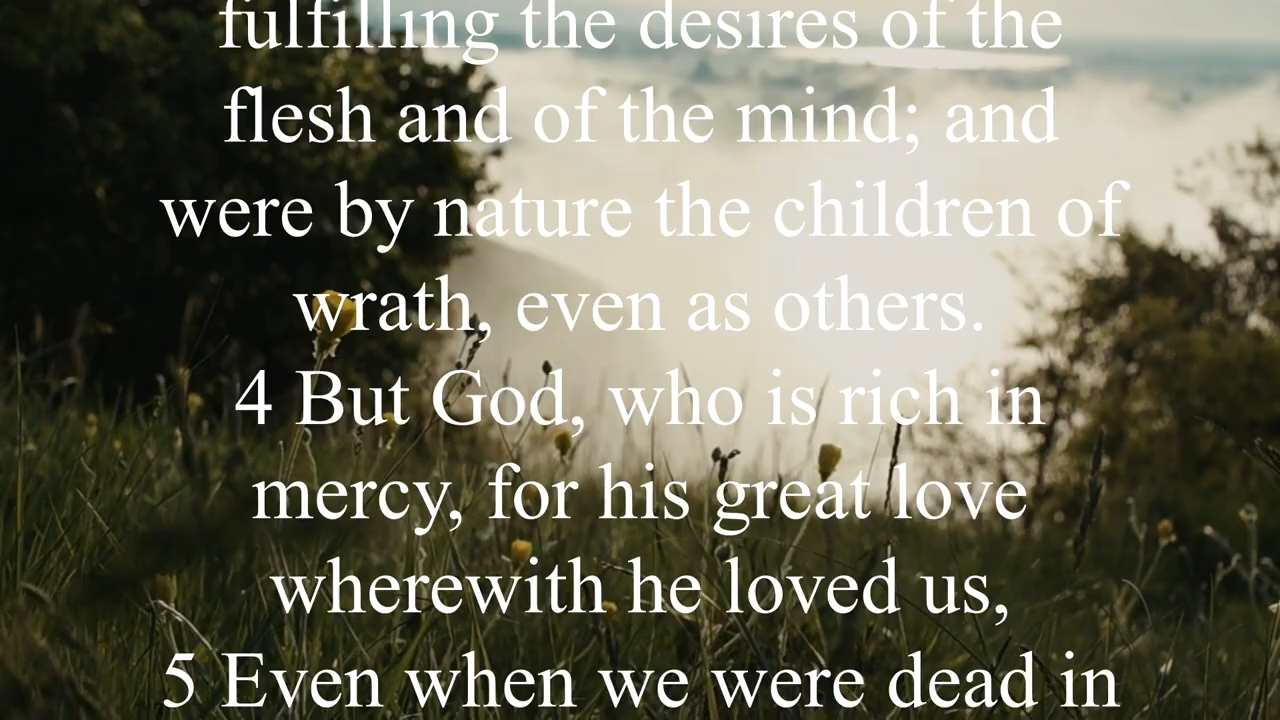 fulfilling the desires of the
flesh and of the mind; and
were by nature the children of
wrath, even as others.
4 But God, who is rich in
mercy, for his great love
wherewith he loved us,
5 Even when we were dead in